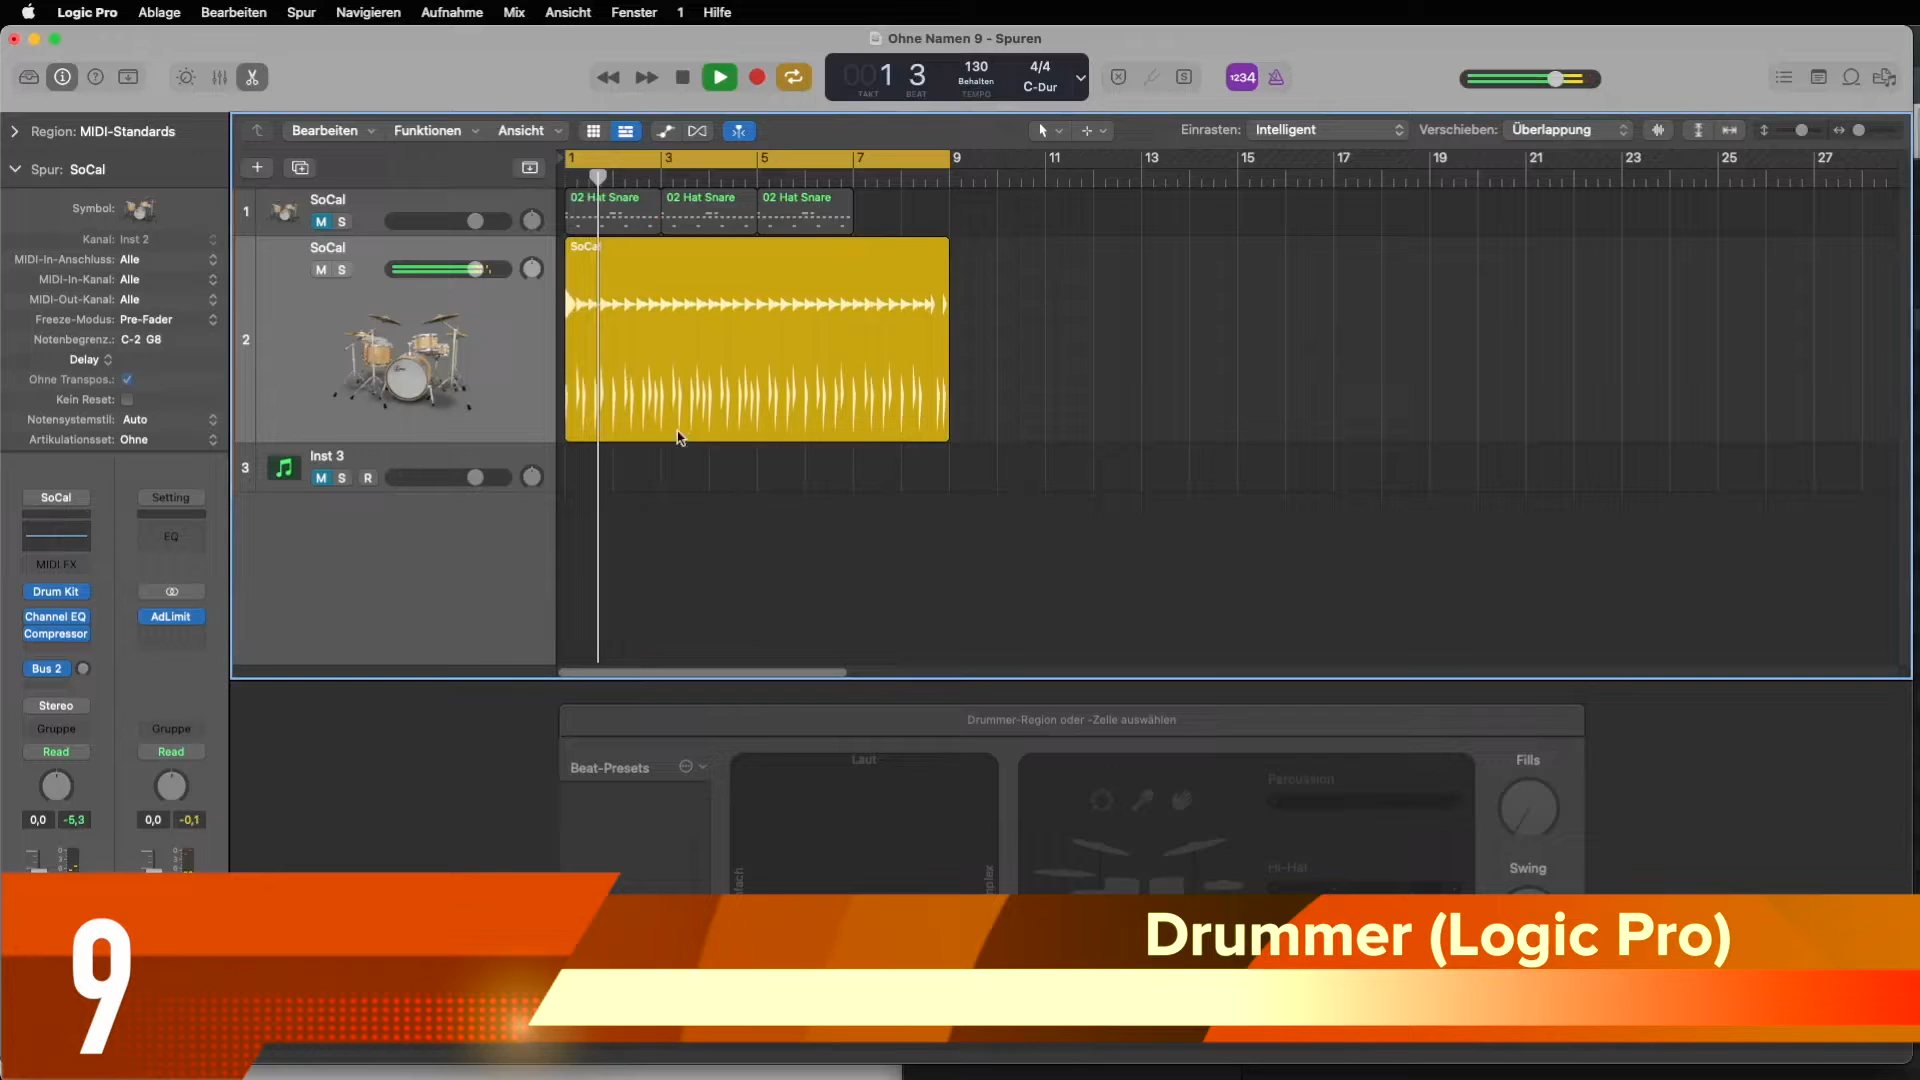 Logic Pro Ablage Bearbeiten Spur Navigieren Aufnahme Mix Ansicht Fenster 1 Hilfe
Ohne Namen 9 - Spuren
001 3 130 4/4
Behalten C-Dur
TAKT BEAT TEMPO
S 1234
Region: MIDI-Standards
Bearbeiten Funktionen Ansicht Einrasten: Intelligent Verschieben: Überlappung
Spur: SoCal
1 3 5 7 9 11 13 15 17 19 21 23 25 27
Symbol:
Kanal: Inst 2
MIDI-In-Anschluss: Alle
MIDI-In-Kanal: Alle
MIDI-Out-Kanal: Alle
Freeze-Modus: Pre-Fader
Notenbegrenz.: C-2 G8
Delay
Ohne Transpos.:
Kein Reset:
Notensystemstil: Auto
Artikulationsset: Ohne
1 SoCal
M S
02 Hat Snare 02 Hat Snare 02 Hat Snare
2 SoCal
M S
SoCal
3 Inst 3
M S R
SoCal Setting
EQ
MIDI FX
Drum Kit
Channel EQ AdLimit
Compressor
Bus 2
Stereo
Gruppe Gruppe
Read Read
0,0 -5,3 0,0 -0,1
Drummer-Region oder -Zelle auswählen
Beat-Presets
Laut
Percussion
Fills
Hi-Hat
Swing
9
Drummer (Logic Pro)